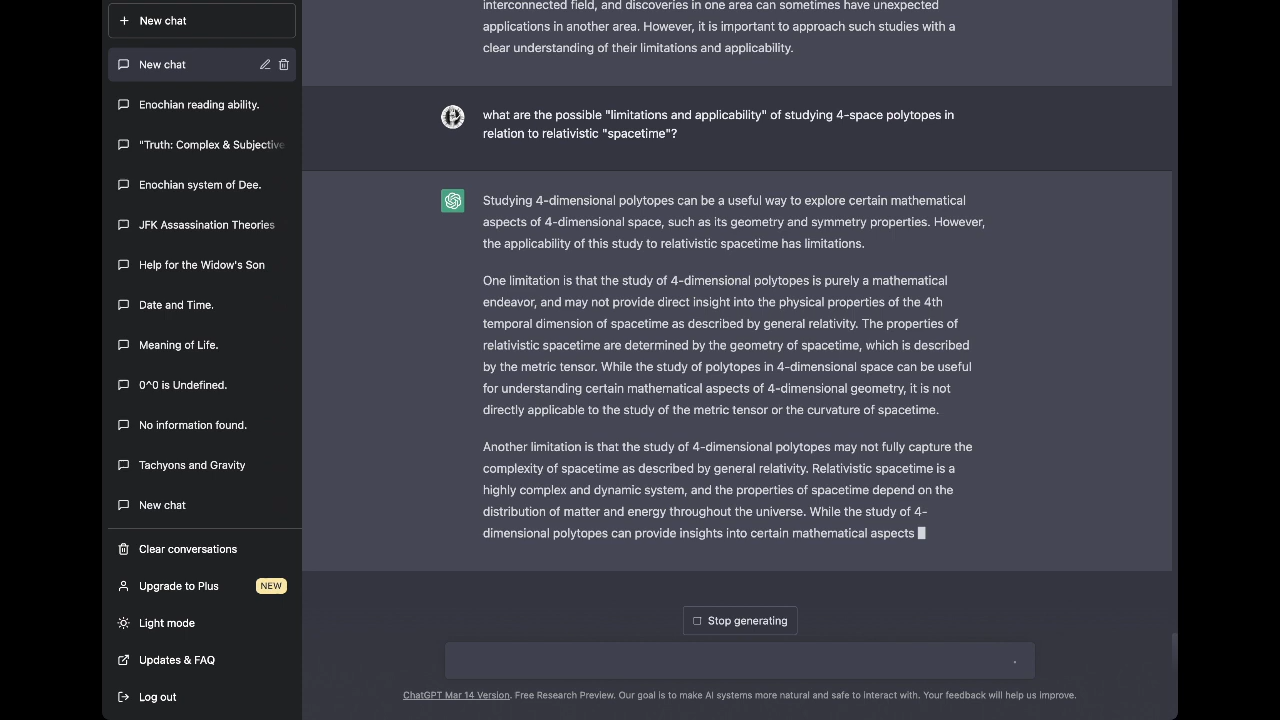 New chat
New chat
Enochian reading ability.
"Truth: Complex & Subjective
Enochian system of Dee.
JFK Assassination Theories
Help for the Widow's Son
Date and Time.
Meaning of Life.
0^0 is Undefined.
No information found.
Tachyons and Gravity
New chat
Clear conversations
Upgrade to Plus
NEW
Light mode
Updates & FAQ
Log out
interconnected field, and discoveries in one area can sometimes have unexpected
applications in another area. However, it is important to approach such studies with a
clear understanding of their limitations and applicability.
what are the possible "limitations and applicability" of studying 4-space polytopes in
relation to relativistic "spacetime"?
Studying 4-dimensional polytopes can be a useful way to explore certain mathematical
aspects of 4-dimensional space, such as its geometry and symmetry properties. However,
the applicability of this study to relativistic spacetime has limitations.
One limitation is that the study of 4-dimensional polytopes is purely a mathematical
endeavor, and may not provide direct insight into the physical properties of the 4th
temporal dimension of spacetime as described by general relativity. The properties of
relativistic spacetime are determined by the geometry of spacetime, which is described
by the metric tensor. While the study of polytopes in 4-dimensional space can be useful
for understanding certain mathematical aspects of 4-dimensional geometry, it is not
directly applicable to the study of the metric tensor or the curvature of spacetime.
Another limitation is that the study of 4-dimensional polytopes may not fully capture the
complexity of spacetime as described by general relativity. Relativistic spacetime is a
highly complex and dynamic system, and the properties of spacetime depend on the
distribution of matter and energy throughout the universe. While the study of 4-
dimensional polytopes can provide insights into certain mathematical aspects
Stop generating
ChatGPT Mar 14 Version. Free Research Preview. Our goal is to make AI systems more natural and safe to interact with. Your feedback will help us improve.